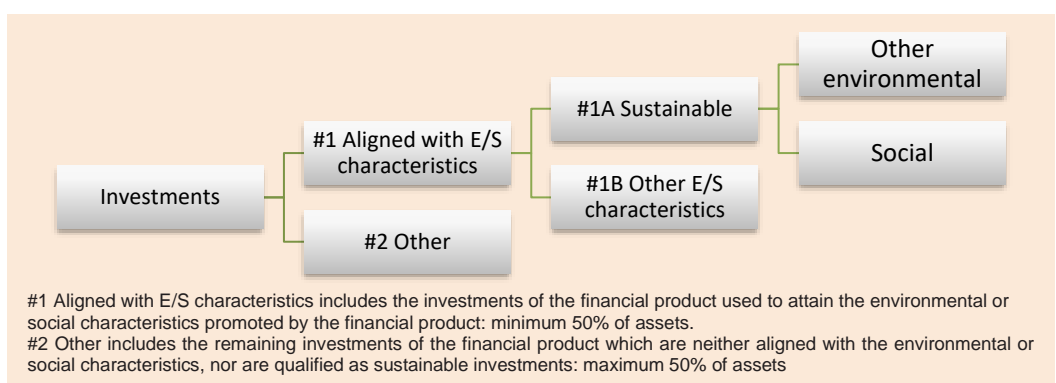 Other
environmental
#1A Sustainable
#1 Aligned with E/S
characteristics
Social
Investments
#1B Other E/S
characteristics
#2 Other
#1 Aligned with E/S characteristics includes the investments of the financial product used to attain the environmental or
social characteristics promoted by the financial product: minimum 50% of assets.
#2 Other includes the remaining investments of the financial product which are neither aligned with the environmental or
social characteristics, nor are qualified as sustainable investments: maximum 50% of assets